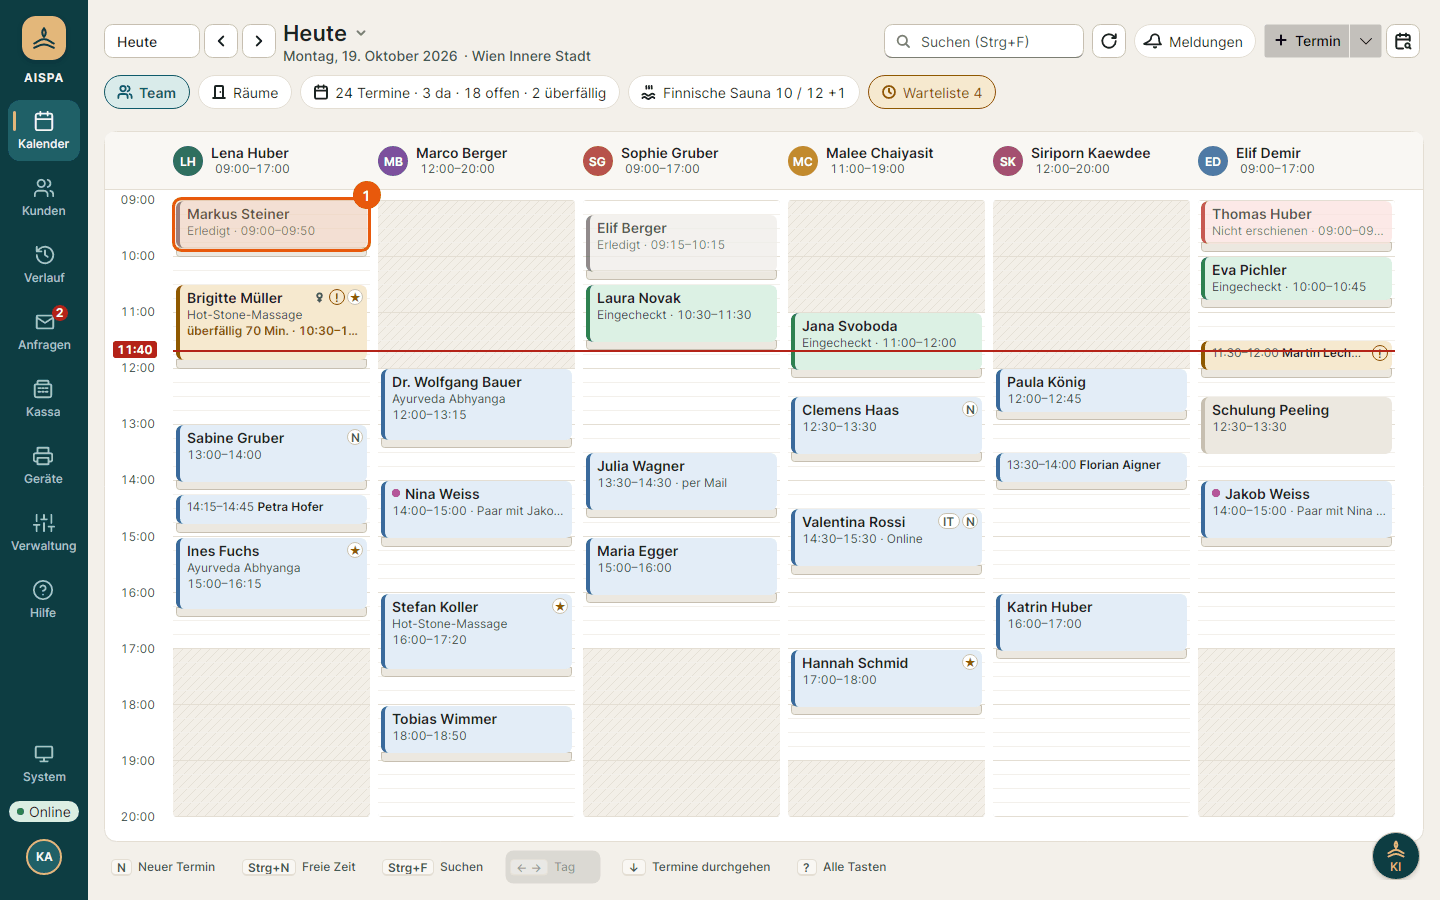 AISPA
Kalender
Kunden
Verlauf
2
Anfragen
Kassa
Geräte
Verwaltung
Hilfe
System
Online
KA
Heute
Heute
Montag, 19. Oktober 2026 · Wien Innere Stadt
Suchen (Strg+F)
Meldungen
Termin
Team
Räume
24 Termine · 3 da · 18 offen · 2 überfällig
Finnische Sauna 10 / 12 +1
Warteliste 4
LH
Lena Huber
09:00–17:00
MB
Marco Berger
12:00–20:00
SG
Sophie Gruber
09:00–17:00
MC
Malee Chaiyasit
11:00–19:00
SK
Siriporn Kaewdee
12:00–20:00
ED
Elif Demir
09:00–17:00
09:00
10:00
11:00
11:40
12:00
13:00
14:00
15:00
16:00
17:00
18:00
19:00
20:00
1
Markus Steiner
Erledigt · 09:00–09:50
Brigitte Müller
Hot-Stone-Massage
überfällig 70 Min. · 10:30–1...
Sabine Gruber
N
13:00–14:00
14:15–14:45 Petra Hofer
Ines Fuchs
Ayurveda Abhyanga
15:00–16:15
Dr. Wolfgang Bauer
Ayurveda Abhyanga
12:00–13:15
Nina Weiss
14:00–15:00 · Paar mit Jako...
Stefan Koller
Hot-Stone-Massage
16:00–17:20
Tobias Wimmer
18:00–18:50
Elif Berger
Erledigt · 09:15–10:15
Laura Novak
Eingecheckt · 10:30–11:30
Julia Wagner
13:30–14:30 · per Mail
Maria Egger
15:00–16:00
Jana Svoboda
Eingecheckt · 11:00–12:00
Clemens Haas
N
12:30–13:30
Valentina Rossi
IT
N
14:30–15:30 · Online
Hannah Schmid
17:00–18:00
Paula König
12:00–12:45
13:30–14:00 Florian Aigner
Katrin Huber
16:00–17:00
Thomas Huber
Nicht erschienen · 09:00–09...
Eva Pichler
Eingecheckt · 10:00–10:45
11:30–12:00 Martin Lech...
Schulung Peeling
12:30–13:30
Jakob Weiss
14:00–15:00 · Paar mit Nina ...
N Neuer Termin
Strg+N Freie Zeit
Strg+F Suchen
← → Tag
↓ Termine durchgehen
? Alle Tasten
KI